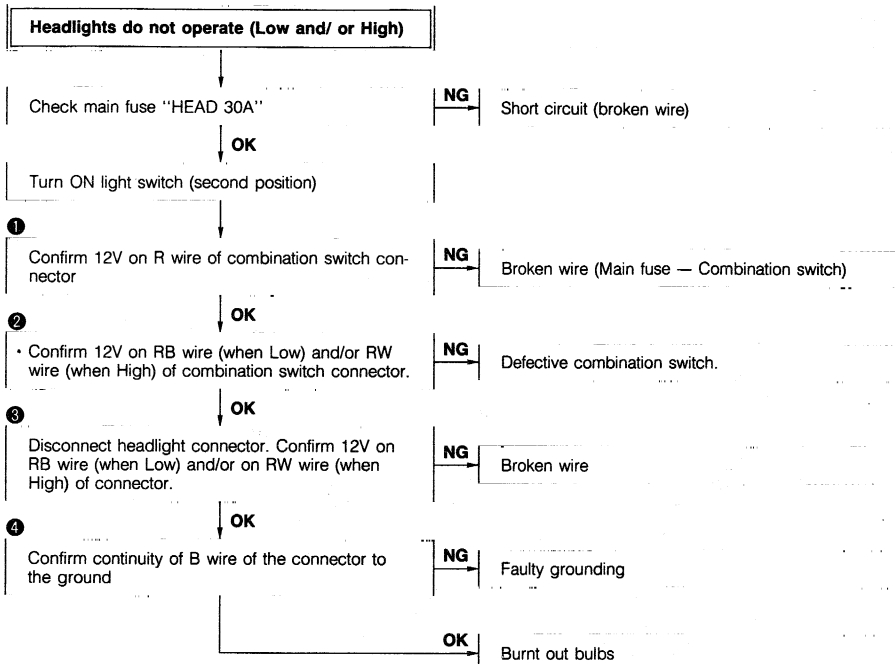 Headlights do not operate (Low and/ or High)
Check main fuse "HEAD 30A"
NG
Short circuit (broken wire)
OK
Turn ON light switch (second position)
1
Confirm 12V on R wire of combination switch con-
nector
NG
Broken wire (Main fuse — Combination switch)
OK
2
• Confirm 12V on RB wire (when Low) and/or RW
wire (when High) of combination switch connector.
NG
Defective combination switch.
OK
3
Disconnect headlight connector. Confirm 12V on
RB wire (when Low) and/or on RW wire (when
High) of connector.
NG
Broken wire
OK
4
Confirm continuity of B wire of the connector to
the ground
NG
Faulty grounding
OK
Burnt out bulbs